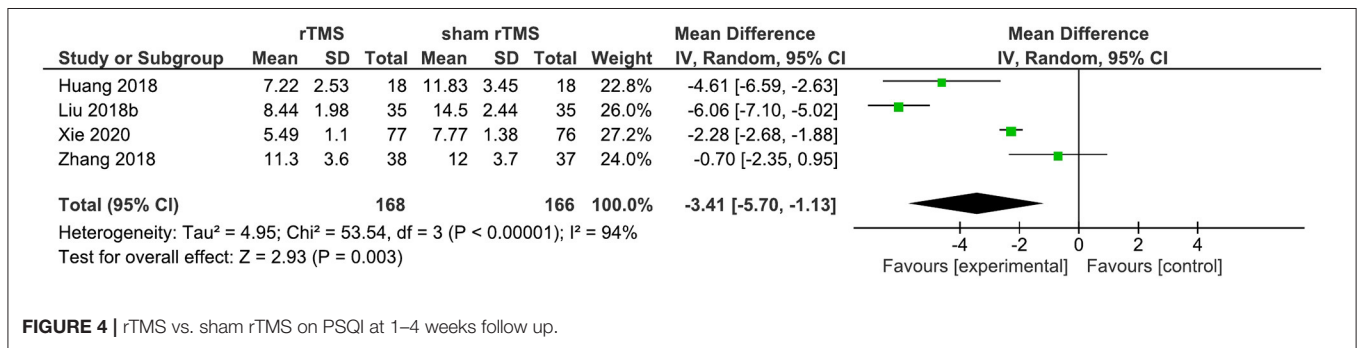 rTMS sham rTMS Mean Difference Mean Difference
Study or Subgroup Mean SD Total Mean SD Total Weight IV, Random, 95% CI IV, Random, 95% CI
Huang 2018 7.22 2.53 18 11.83 3.45 18 22.8% -4.61 [-6.59, -2.63]
Liu 2018b 8.44 1.98 35 14.5 2.44 35 26.0% -6.06 [-7.10, -5.02]
Xie 2020 5.49 1.1 77 7.77 1.38 76 27.2% -2.28 [-2.68, -1.88]
Zhang 2018 11.3 3.6 38 12 3.7 37 24.0% -0.70 [-2.35, 0.95]
Total (95% CI) 168 166 100.0% -3.41 [-5.70, -1.13]
Heterogeneity: Tau² = 4.95; Chi² = 53.54, df = 3 (P < 0.00001); I² = 94%
Test for overall effect: Z = 2.93 (P = 0.003)
-4 -2 0 2 4
Favours [experimental] Favours [control]
FIGURE 4 | rTMS vs. sham rTMS on PSQI at 1–4 weeks follow up.